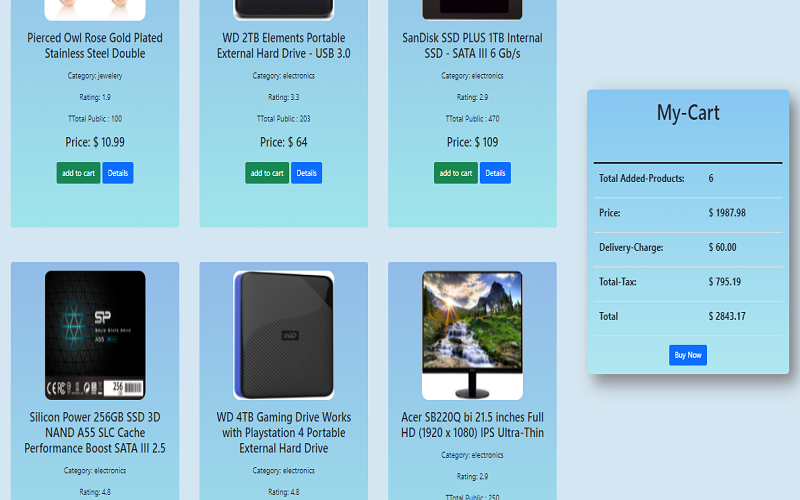 Pierced Owl Rose Gold Plated
Stainless Steel Double
Category: jewelery
Rating: 1.9
TTotal Public : 100
Price: $ 10.99
add to cart
Details
WD 2TB Elements Portable
External Hard Drive - USB 3.0
Category: electronics
Rating: 3.3
TTotal Public : 203
Price: $ 64
add to cart
Details
SanDisk SSD PLUS 1TB Internal
SSD - SATA III 6 Gb/s
Category: electronics
Rating: 2.9
TTotal Public : 470
Price: $ 109
add to cart
Details
SP
Solid State Drive
A55
256
Silicon Power 256GB SSD 3D
NAND A55 SLC Cache
Performance Boost SATA III 2.5
Category: electronics
Rating: 4.8
WD
WD 4TB Gaming Drive Works
with Playstation 4 Portable
External Hard Drive
Category: electronics
Rating: 4.8
Acer SB220Q bi 21.5 inches Full
HD (1920 x 1080) IPS Ultra-Thin
Category: electronics
Rating: 2.9
TTotal Public : 250
My-Cart
Total Added-Products: 6
Price: $ 1987.98
Delivery-Charge: $ 60.00
Total-Tax: $ 795.19
Total $ 2843.17
Buy Now